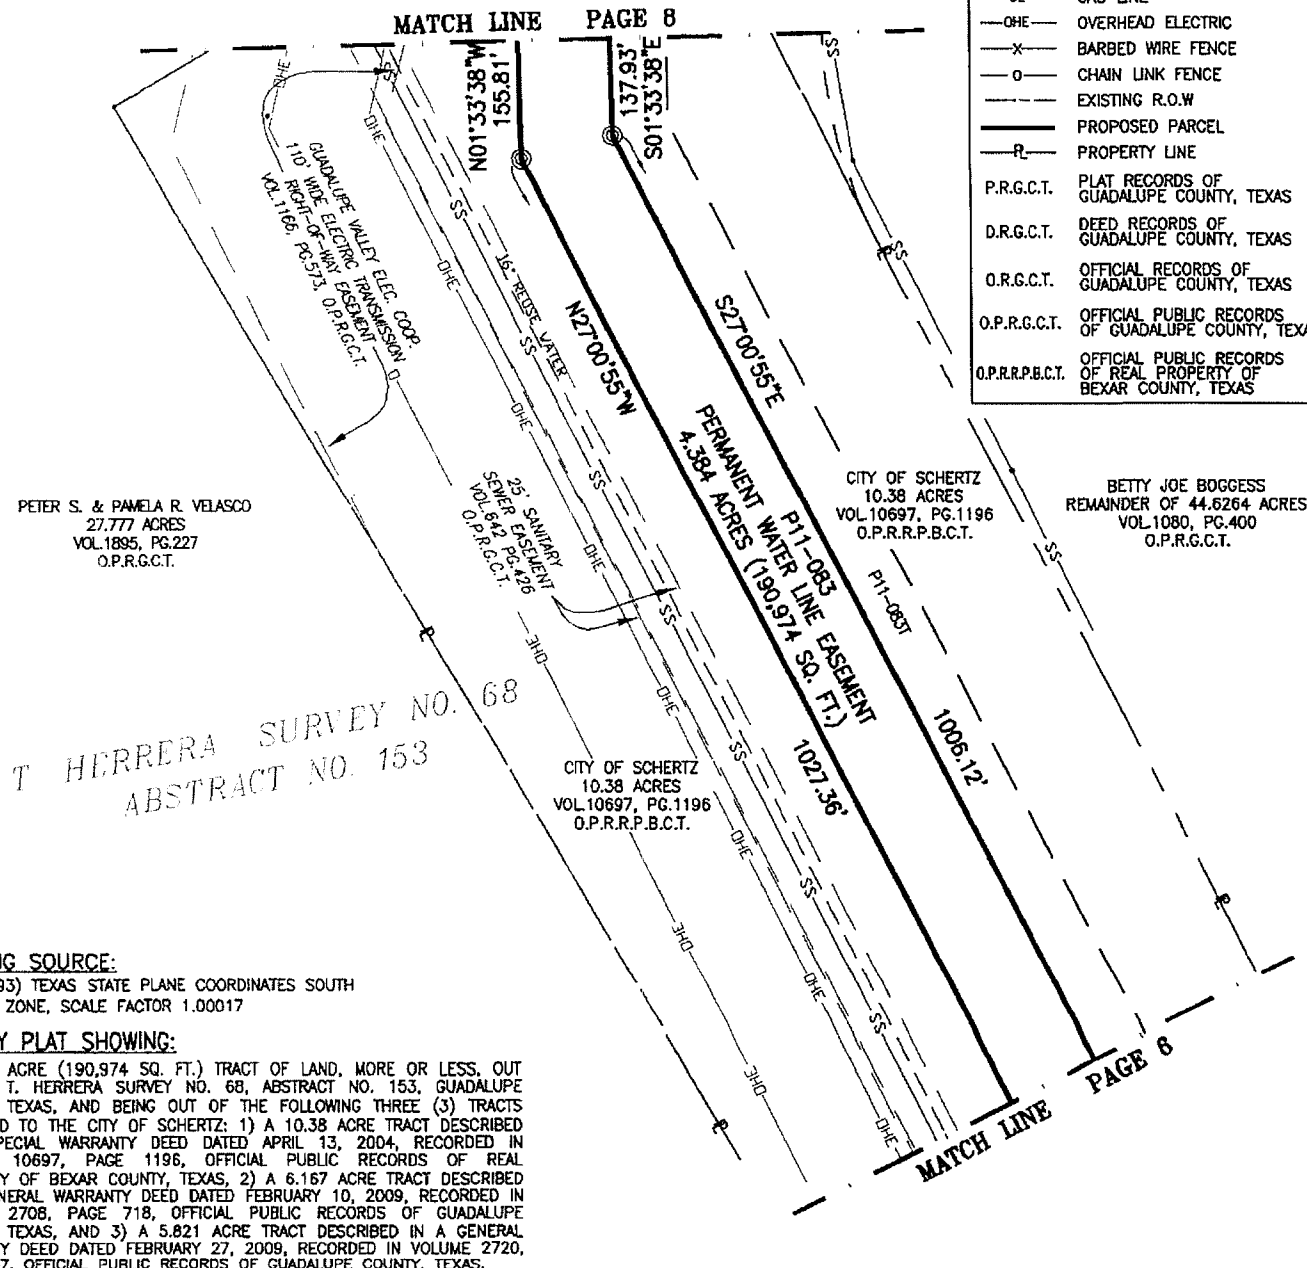 MATCH LINE PAGE 8
OHE OVERHEAD ELECTRIC
X BARBED WIRE FENCE
O CHAIN LINK FENCE
EXISTING R.O.W
PROPOSED PARCEL
PL PROPERTY LINE
P.R.G.C.T. PLAT RECORDS OF
GUADALUPE COUNTY, TEXAS
D.R.G.C.T. DEED RECORDS OF
GUADALUPE COUNTY, TEXAS
O.R.G.C.T. OFFICIAL RECORDS OF
GUADALUPE COUNTY, TEXAS
O.P.R.G.C.T. OFFICIAL PUBLIC RECORDS
OF GUADALUPE COUNTY, TEXA
O.P.R.R.P.B.C.T. OFFICIAL PUBLIC RECORDS
OF REAL PROPERTY OF
BEXAR COUNTY, TEXAS
N01°33'38"W
155.81'
137.93'
S01°33'38"E
GUADALUPE VALLEY ELEC. COOP.
110' WIDE ELECTRIC TRANSMISSION
RIGHT-OF-WAY EASEMENT
VOL.1166, PG.573, O.P.R.G.C.T.
16" REUSE WATER
N27°00'55"W
S27°00'55"E
P11-083
PERMANENT WATER LINE EASEMENT
4.384 ACRES (190,974 SQ. FT.)
25' SANITARY
SEWER EASEMENT
VOL.642 PG.426
O.P.R.G.C.T.
PETER S. & PAMELA R. VELASCO
27.777 ACRES
VOL.1895, PG.227
O.P.R.G.C.T.
CITY OF SCHERTZ
10.38 ACRES
VOL.10697, PG.1196
O.P.R.R.P.B.C.T.
P11-083T
BETTY JOE BOGGESS
REMAINDER OF 44.6264 ACRES
VOL.1080, PG.400
O.P.R.G.C.T.
T HERRERA SURVEY NO. 68
ABSTRACT NO. 153
CITY OF SCHERTZ
10.38 ACRES
VOL.10697, PG.1196
O.P.R.R.P.B.C.T.
1027.36'
1006.12'
MATCH LINE PAGE 6
NG SOURCE:
93) TEXAS STATE PLANE COORDINATES SOUTH
ZONE, SCALE FACTOR 1.00017
Y PLAT SHOWING:
ACRE (190,974 SQ. FT.) TRACT OF LAND, MORE OR LESS, OUT
T. HERRERA SURVEY NO. 68, ABSTRACT NO. 153, GUADALUPE
TEXAS, AND BEING OUT OF THE FOLLOWING THREE (3) TRACTS
D TO THE CITY OF SCHERTZ: 1) A 10.38 ACRE TRACT DESCRIBED
PECIAL WARRANTY DEED DATED APRIL 13, 2004, RECORDED IN
10697, PAGE 1196, OFFICIAL PUBLIC RECORDS OF REAL
Y OF BEXAR COUNTY, TEXAS, 2) A 6.167 ACRE TRACT DESCRIBED
NERAL WARRANTY DEED DATED FEBRUARY 10, 2009, RECORDED IN
2708, PAGE 718, OFFICIAL PUBLIC RECORDS OF GUADALUPE
TEXAS, AND 3) A 5.821 ACRE TRACT DESCRIBED IN A GENERAL
Y DEED DATED FEBRUARY 27, 2009, RECORDED IN VOLUME 2720,
7, OFFICIAL PUBLIC RECORDS OF GUADALUPE COUNTY, TEXAS.